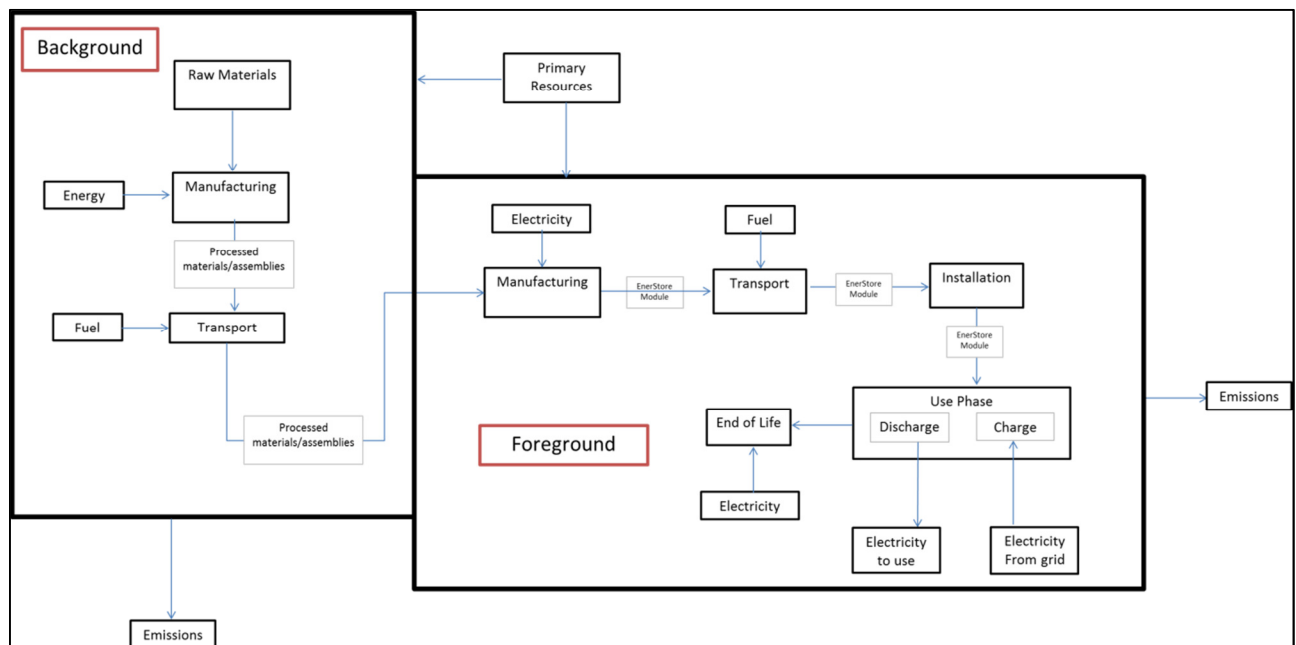 Background
Raw Materials
Energy
Manufacturing
Processed
materials/assemblies
Fuel
Transport
Processed
materials/assemblies
Emissions
Primary
Resources
Foreground
Electricity
Manufacturing
EnerStore
Module
Fuel
Transport
EnerStore
Module
Installation
EnerStore
Module
Use Phase
Discharge
Charge
End of Life
Electricity
Electricity
to use
Electricity
From grid
Emissions